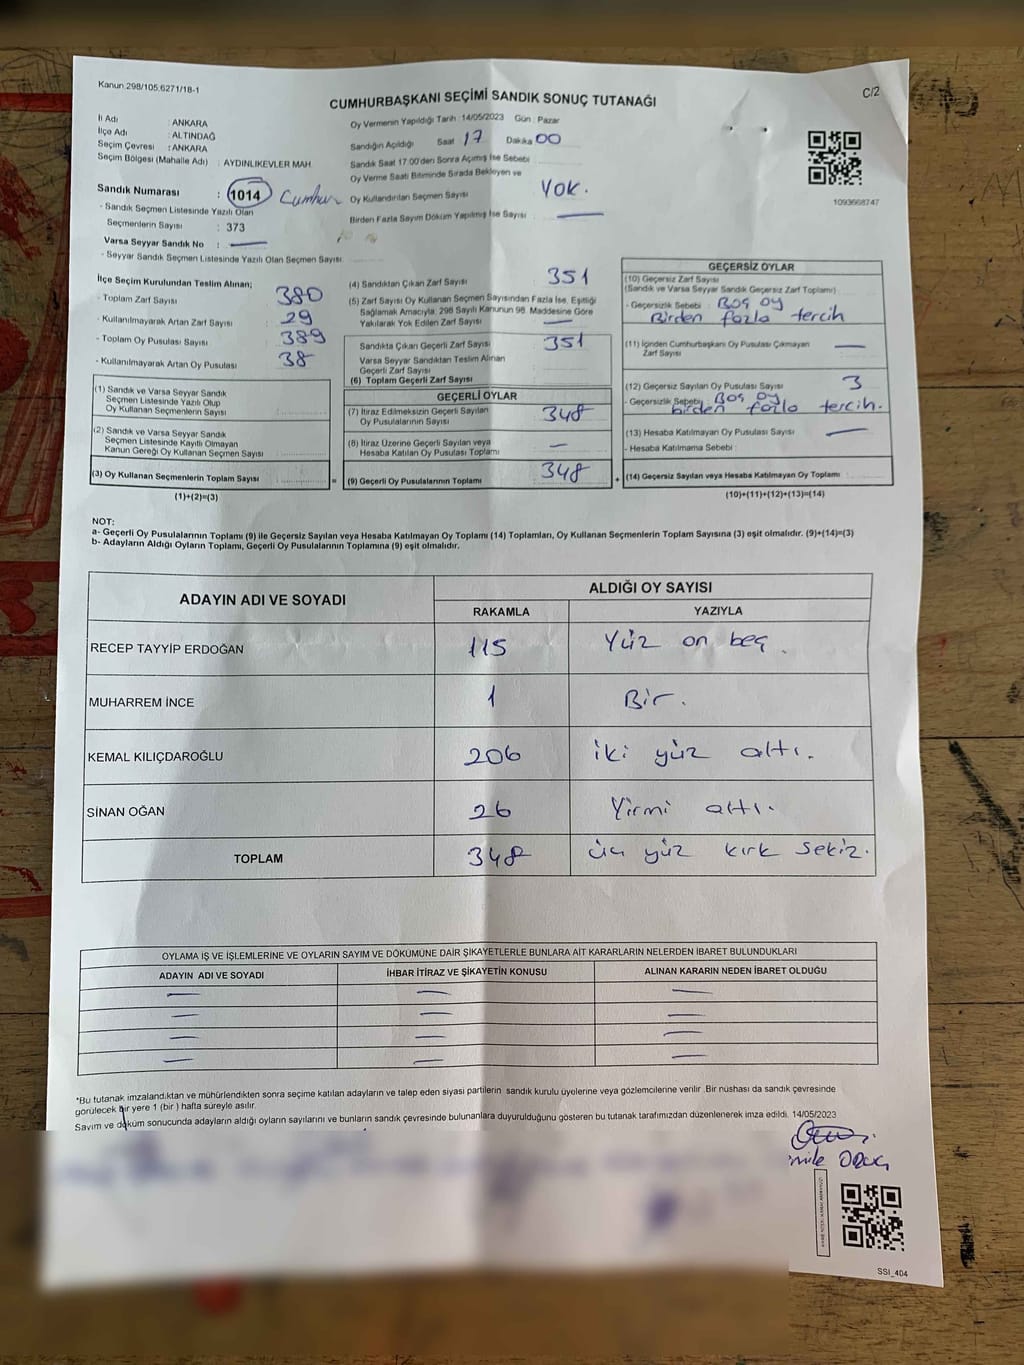 Kanun 298/105,6271/18-1
C/2
CUMHURBAŞKANI SEÇİMİ SANDIK SONUÇ TUTANAĞI
İl Adı : ANKARA
İlçe Adı : ALTINDAĞ
Seçim Çevresi : ANKARA
Seçim Bölgesi (Mahalle Adı) : AYDINLIKEVLER MAH.
Oy Vermenin Yapıldığı Tarih : 14/05/2023 Gün : Pazar
Sandığın Açıldığı Saat 17 Dakika 00
Sandık Saat 17.00'den Sonra Açılmış İse Sebebi
Oy Verme Saati Bitiminde Sırada Bekleyen ve
Oy Kullandırılan Seçmen Sayısı YOK.
Birden Fazla Sayım Döküm Yapılmış İse Sayısı
1093668747
Sandık Numarası : 1014 Cumhur
- Sandık Seçmen Listesinde Yazılı Olan
Seçmenlerin Sayısı : 373
Varsa Seyyar Sandık No :
- Seyyar Sandık Seçmen Listesinde Yazılı Olan Seçmen Sayısı:
İlçe Seçim Kurulundan Teslim Alınan;
- Toplam Zarf Sayısı 380
- Kullanılmayarak Artan Zarf Sayısı 29
- Toplam Oy Pusulası Sayısı 389
- Kullanılmayarak Artan Oy Pusulası 38
(1) Sandık ve Varsa Seyyar Sandık
Seçmen Listesinde Yazılı Olup
Oy Kullanan Seçmenlerin Sayısı
(2) Sandık ve Varsa Seyyar Sandık
Seçmen Listesinde Kayıtlı Olmayan
Kanun Gereği Oy Kullanan Seçmen Sayısı
(3) Oy Kullanan Seçmenlerin Toplam Sayısı =
(1)+(2)=(3)
(4) Sandıktan Çıkan Zarf Sayısı 351
(5) Zarf Sayısı Oy Kullanan Seçmen Sayısından Fazla İse, Eşitliği
Sağlamak Amacıyla; 298 Sayılı Kanunun 98. Maddesine Göre
Yakılarak Yok Edilen Zarf Sayısı
Sandıkta Çıkan Geçerli Zarf Sayısı 351
Varsa Seyyar Sandıktan Teslim Alınan
Geçerli Zarf Sayısı
(6) Toplam Geçerli Zarf Sayısı
GEÇERLİ OYLAR
(7) İtiraz Edilmeksizin Geçerli Sayılan
Oy Pusulalarının Sayısı 348
(8) İtiraz Üzerine Geçerli Sayılan veya
Hesaba Katılan Oy Pusulası Toplamı
(9) Geçerli Oy Pusulalarının Toplamı 348 +
GEÇERSİZ OYLAR
(10) Geçersiz Zarf Sayısı
(Sandık ve Varsa Seyyar Sandık Geçersiz Zarf Toplamı)
- Geçersizlik Sebebi : Boş oy
Birden fazla tercih
(11) İçinden Cumhurbaşkanı Oy Pusulası Çıkmayan
Zarf Sayısı
(12) Geçersiz Sayılan Oy Pusulası Sayısı 3
- Geçersizlik Sebebi : Boş oy
birden fazla tercih.
(13) Hesaba Katılmayan Oy Pusulası Sayısı
- Hesaba Katılmama Sebebi :
(14) Geçersiz Sayılan veya Hesaba Katılmayan Oy Toplamı
(10)+(11)+(12)+(13)=(14)
NOT:
a- Geçerli Oy Pusulalarının Toplamı (9) ile Geçersiz Sayılan veya Hesaba Katılmayan Oy Toplamı (14) Toplamları, Oy Kullanan Seçmenlerin Toplam Sayısına (3) eşit olmalıdır. (9)+(14)=(3)
b- Adayların Aldığı Oyların Toplamı, Geçerli Oy Pusulalarının Toplamına (9) eşit olmalıdır.
ADAYIN ADI VE SOYADI ALDIĞI OY SAYISI
RAKAMLA YAZIYLA
RECEP TAYYİP ERDOĞAN 115 Yüz on beş.
MUHARREM İNCE 1 Bir.
KEMAL KILIÇDAROĞLU 206 iki yüz altı.
SİNAN OĞAN 26 Yirmi altı.
TOPLAM 348 üç yüz kırk sekiz.
OYLAMA İŞ VE İŞLEMLERİNE VE OYLARIN SAYIM VE DÖKÜMÜNE DAİR ŞİKAYETLERLE BUNLARA AİT KARARLARIN NELERDEN İBARET BULUNDUKLARI
ADAYIN ADI VE SOYADI İHBAR İTİRAZ VE ŞİKAYETİN KONUSU ALINAN KARARIN NEDEN İBARET OLDUĞU
*Bu tutanak imzalandıktan ve mühürlendikten sonra seçime katılan adayların ve talep eden siyasi partilerin sandık kurulu üyelerine veya gözlemcilerine verilir. Bir nüshası da sandık çevresinde
görülecek bir yere 1 (bir) hafta süreyle asılır.
Sayım ve döküm sonucunda adayların aldığı oyların sayılarını ve bunların sandık çevresinde bulunanlara duyurulduğunu gösteren bu tutanak tarafımızdan düzenlenerek imza edildi. 14/05/2023
SSI_404